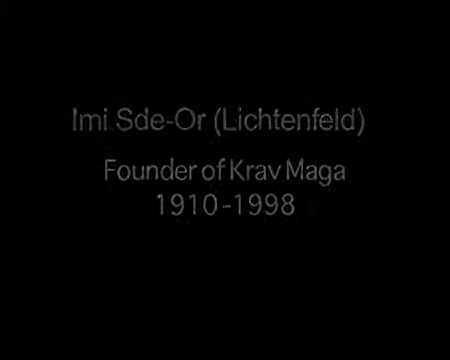 Imi Sde-Or (Lichtenfeld)
Founder of Krav Maga
1910-1998